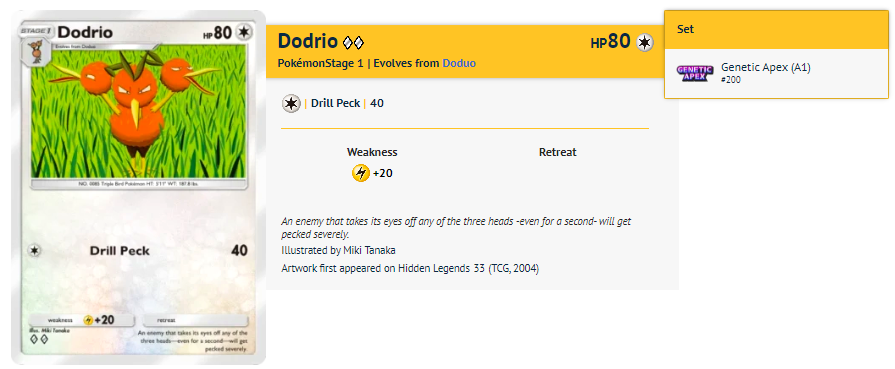 STAGE 1 Dodrio HP 80
Evolves from Doduo
NO. 0085 Triple Bird Pokémon HT: 5'11" WT: 187.8 lbs.
Drill Peck 40
weakness +20 retreat
Illus. Miki Tanaka
An enemy that takes its eyes off any of the
three heads—even for a second—will get
pecked severely.
Dodrio HP 80
PokémonStage 1 | Evolves from Doduo
| Drill Peck | 40
Weakness Retreat
+20
An enemy that takes its eyes off any of the three heads -even for a second- will get
pecked severely.
Illustrated by Miki Tanaka
Artwork first appeared on Hidden Legends 33 (TCG, 2004)
Set
GENETIC
APEX
Genetic Apex (A1)
#200